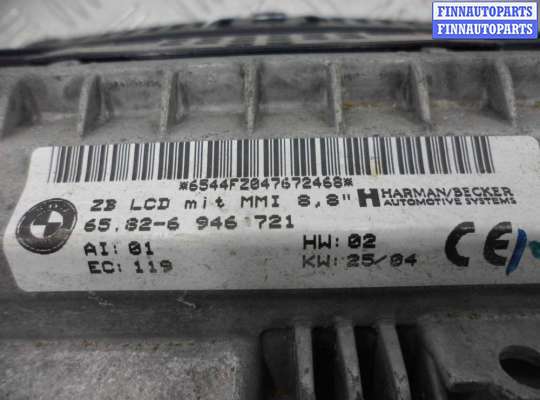 FINNAUTOPARTS
FINNAUTOPARTS
*6544FZ047672468*
ZB LCD mit MMI 8,8"
HARMAN/BECKER
AUTOMOTIVE SYSTEMS
65.82-6 946 721
AI: 01
HW: 02
EC: 119
KW: 25/04
CE